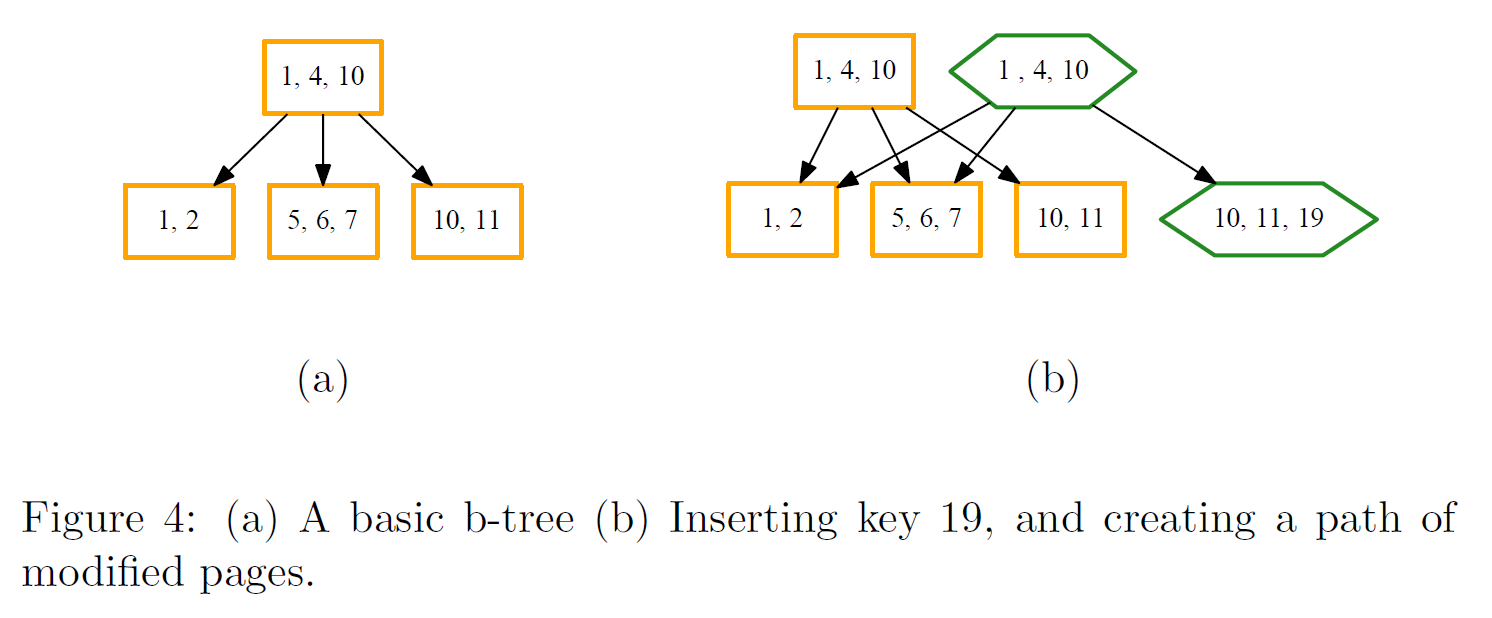 1, 4, 10
1, 2
5, 6, 7
10, 11
(a)
1, 4, 10
1 , 4, 10
1, 2
5, 6, 7
10, 11
10, 11, 19
(b)
Figure 4: (a) A basic b-tree (b) Inserting key 19, and creating a path of
modified pages.